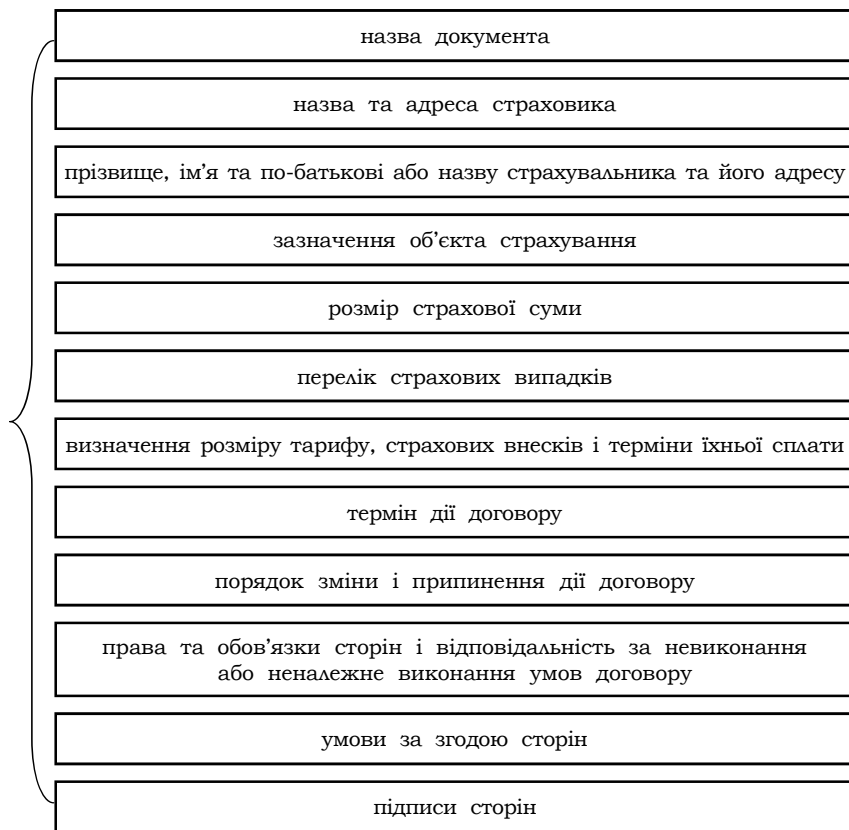 назва документа
назва та адреса страховика
прізвище, ім'я та по-батькові або назву страхувальника та його адресу
зазначення об’єкта страхування
розмір страхової суми
перелік страхових випадків
визначення розміру тарифу, страхових внесків і терміни їхньої сплати
термін дії договору
порядок зміни і припинення дії договору
права та обов’язки сторін і відповідальність за невиконання
або неналежне виконання умов договору
умови за згодою сторін
підписи сторін